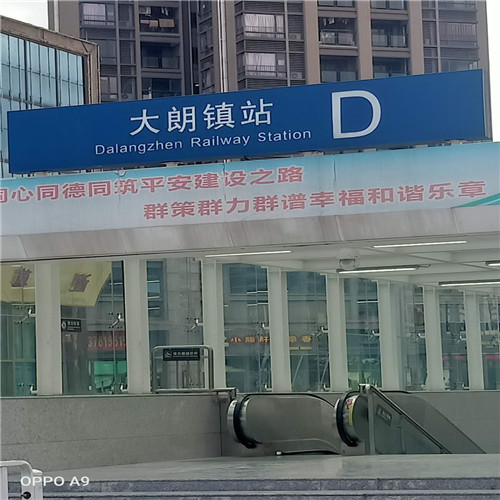 大朗镇站
Dalangzhen Railway Station
D
同心同德同筑平安建设之路
群策群力群谱幸福和谐乐章
OPPO A9